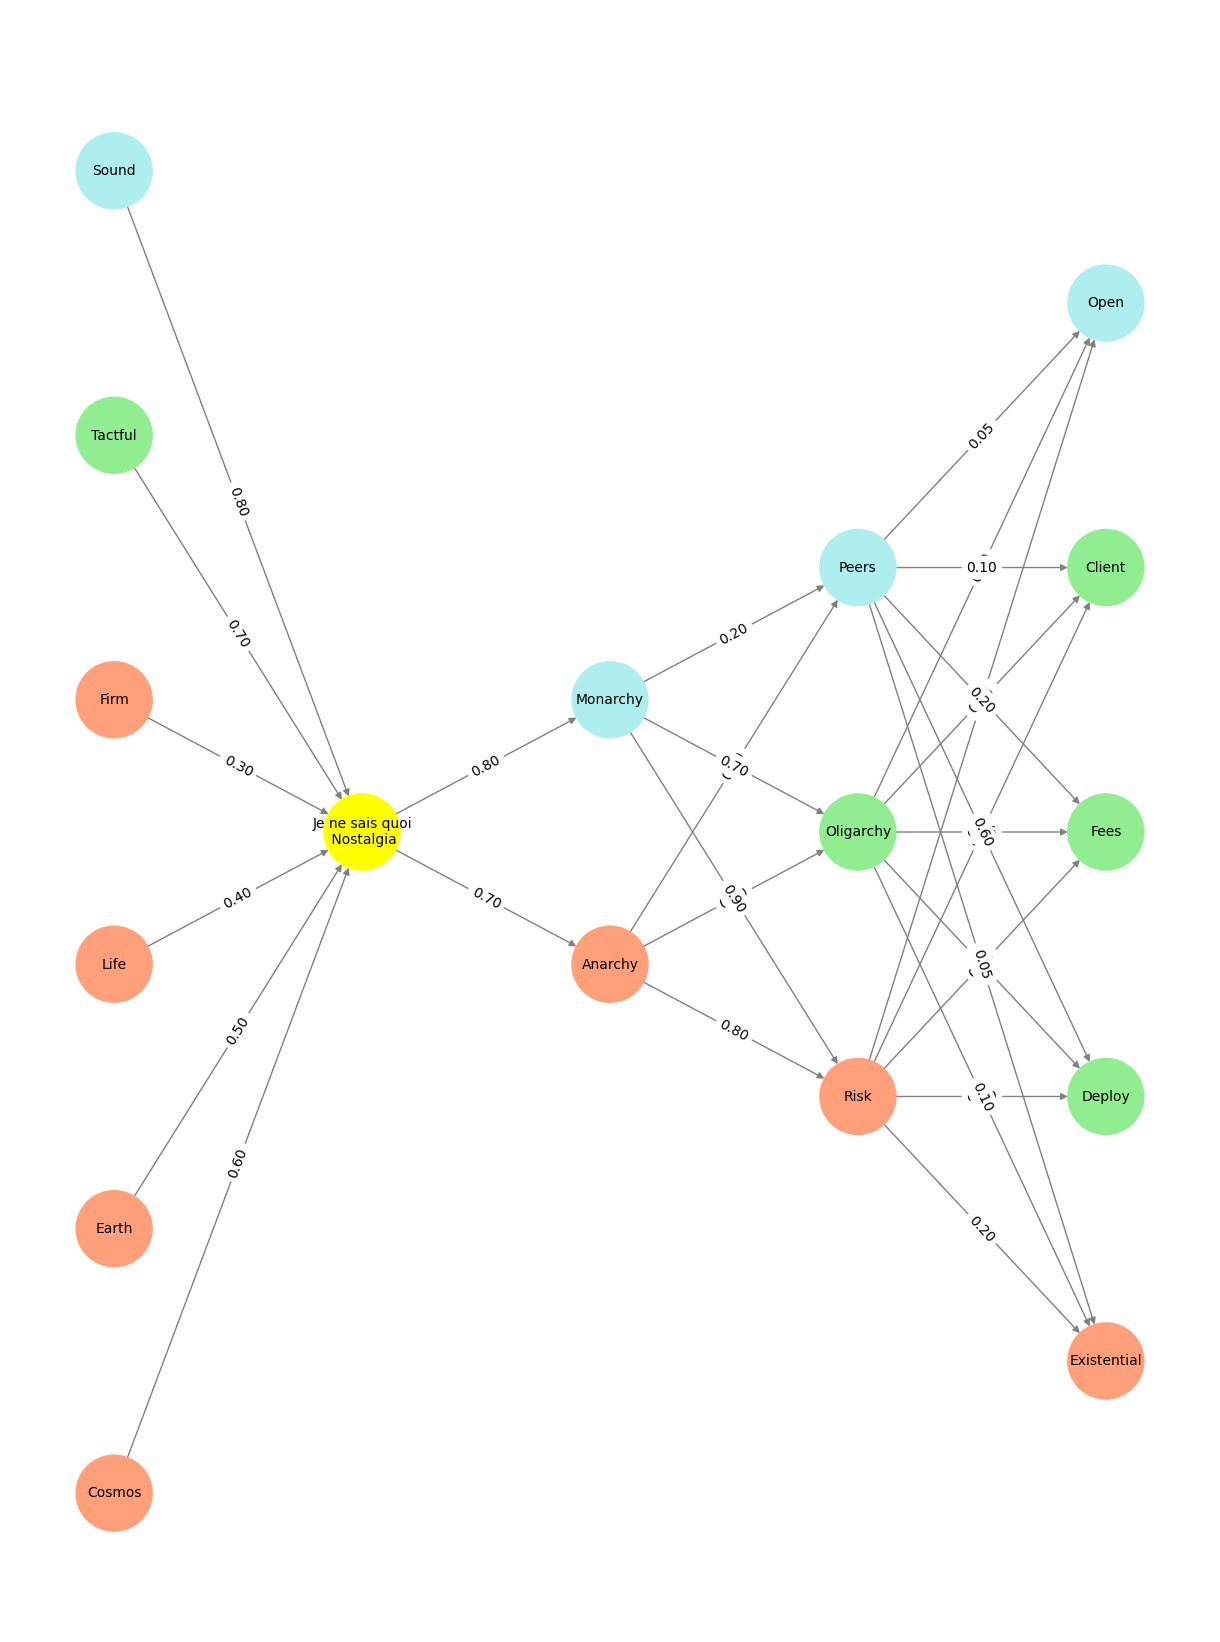 Sound
Open
Tactful
0.05
0.80
Peers
0.10
Client
0.70
0.20
Firm
Monarchy
0.20
0.30
0.80
0.70
Je ne sais quoi
Nostalgia
Oligarchy
0.60
Fees
0.40
0.70
0.90
Life
Anarchy
0.05
0.50
0.80
Risk
0.10
Deploy
0.60
Earth
0.20
Existential
Cosmos